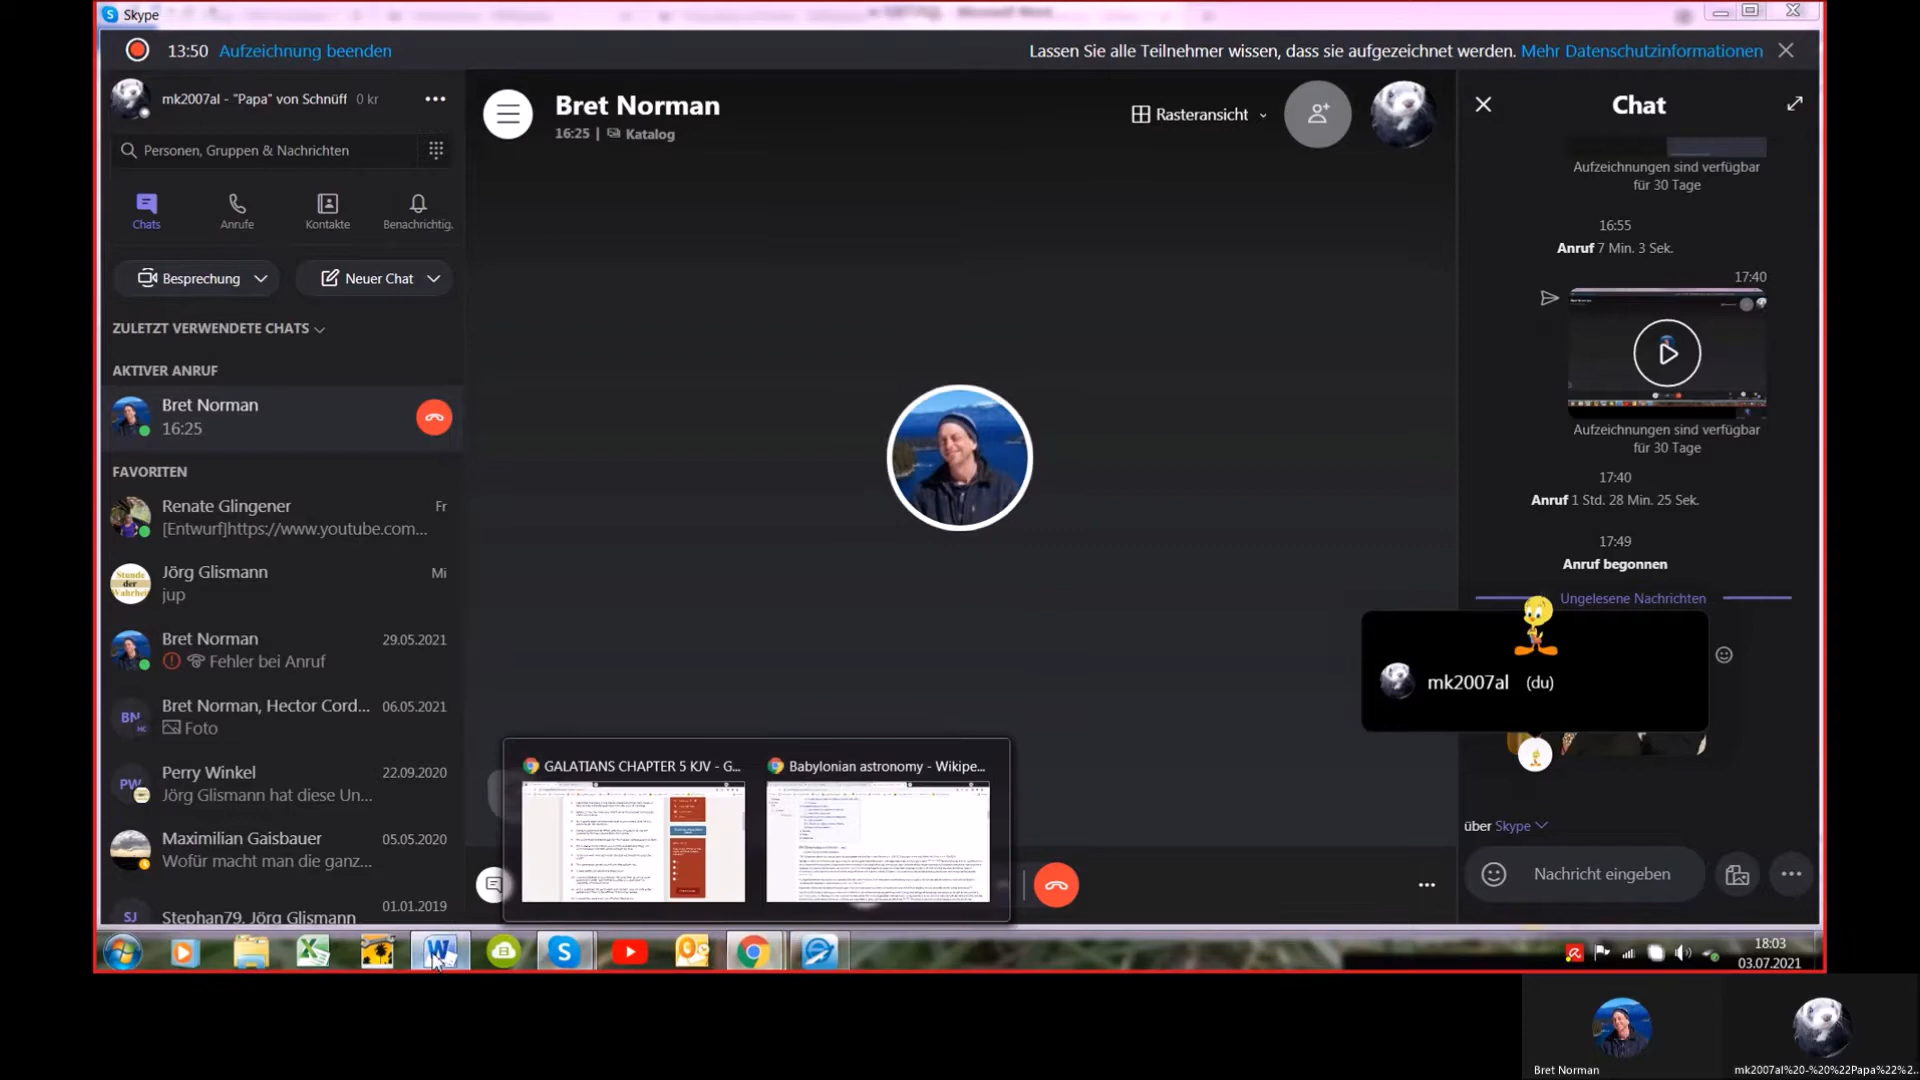 Skype
13:50 Aufzeichnung beenden
Lassen Sie alle Teilnehmer wissen, dass sie aufgezeichnet werden. Mehr Datenschutzinformationen
mk2007al - "Papa" von Schnüff 0 kr
Personen, Gruppen & Nachrichten
Chats
Anrufe
Kontakte
Benachrichtig.
Besprechung
Neuer Chat
ZULETZT VERWENDETE CHATS
AKTIVER ANRUF
Bret Norman
16:25
FAVORITEN
Renate Glingener Fr
[Entwurf]https://www.youtube.com...
Stunde
der
Wahrheit
Jörg Glismann Mi
jup
Bret Norman 29.05.2021
Fehler bei Anruf
BN
HC
Bret Norman, Hector Cord... 06.05.2021
Foto
PW
Perry Winkel 22.09.2020
Jörg Glismann hat diese Un...
Maximilian Gaisbauer 05.05.2020
Wofür macht man die ganz...
SJ
Stephan79, Jörg Glismann 01.01.2019
Bret Norman
16:25 | Katalog
Rasteransicht
GALATIANS CHAPTER 5 KJV - G...
Babylonian astronomy - Wikipe...
Chat
Aufzeichnungen sind verfügbar
für 30 Tage
16:55
Anruf 7 Min. 3 Sek.
17:40
Aufzeichnungen sind verfügbar
für 30 Tage
17:40
Anruf 1 Std. 28 Min. 25 Sek.
17:49
Anruf begonnen
Ungelesene Nachrichten
mk2007al (du)
über Skype
Nachricht eingeben
18:03
03.07.2021
Bret Norman
mk2007al%20-%20%22Papa%22%2...